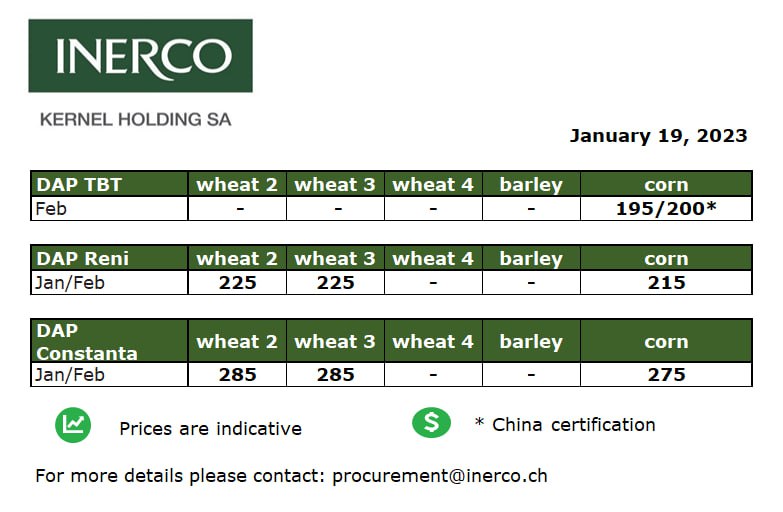 INERCO
KERNEL HOLDING SA
January 19, 2023
DAP TBT wheat 2 wheat 3 wheat 4 barley corn
Feb - - - - 195/200*
DAP Reni wheat 2 wheat 3 wheat 4 barley corn
Jan/Feb 225 225 - - 215
DAP
Constanta wheat 2 wheat 3 wheat 4 barley corn
Jan/Feb 285 285 - - 275
Prices are indicative
$ * China certification
For more details please contact: procurement@inerco.ch